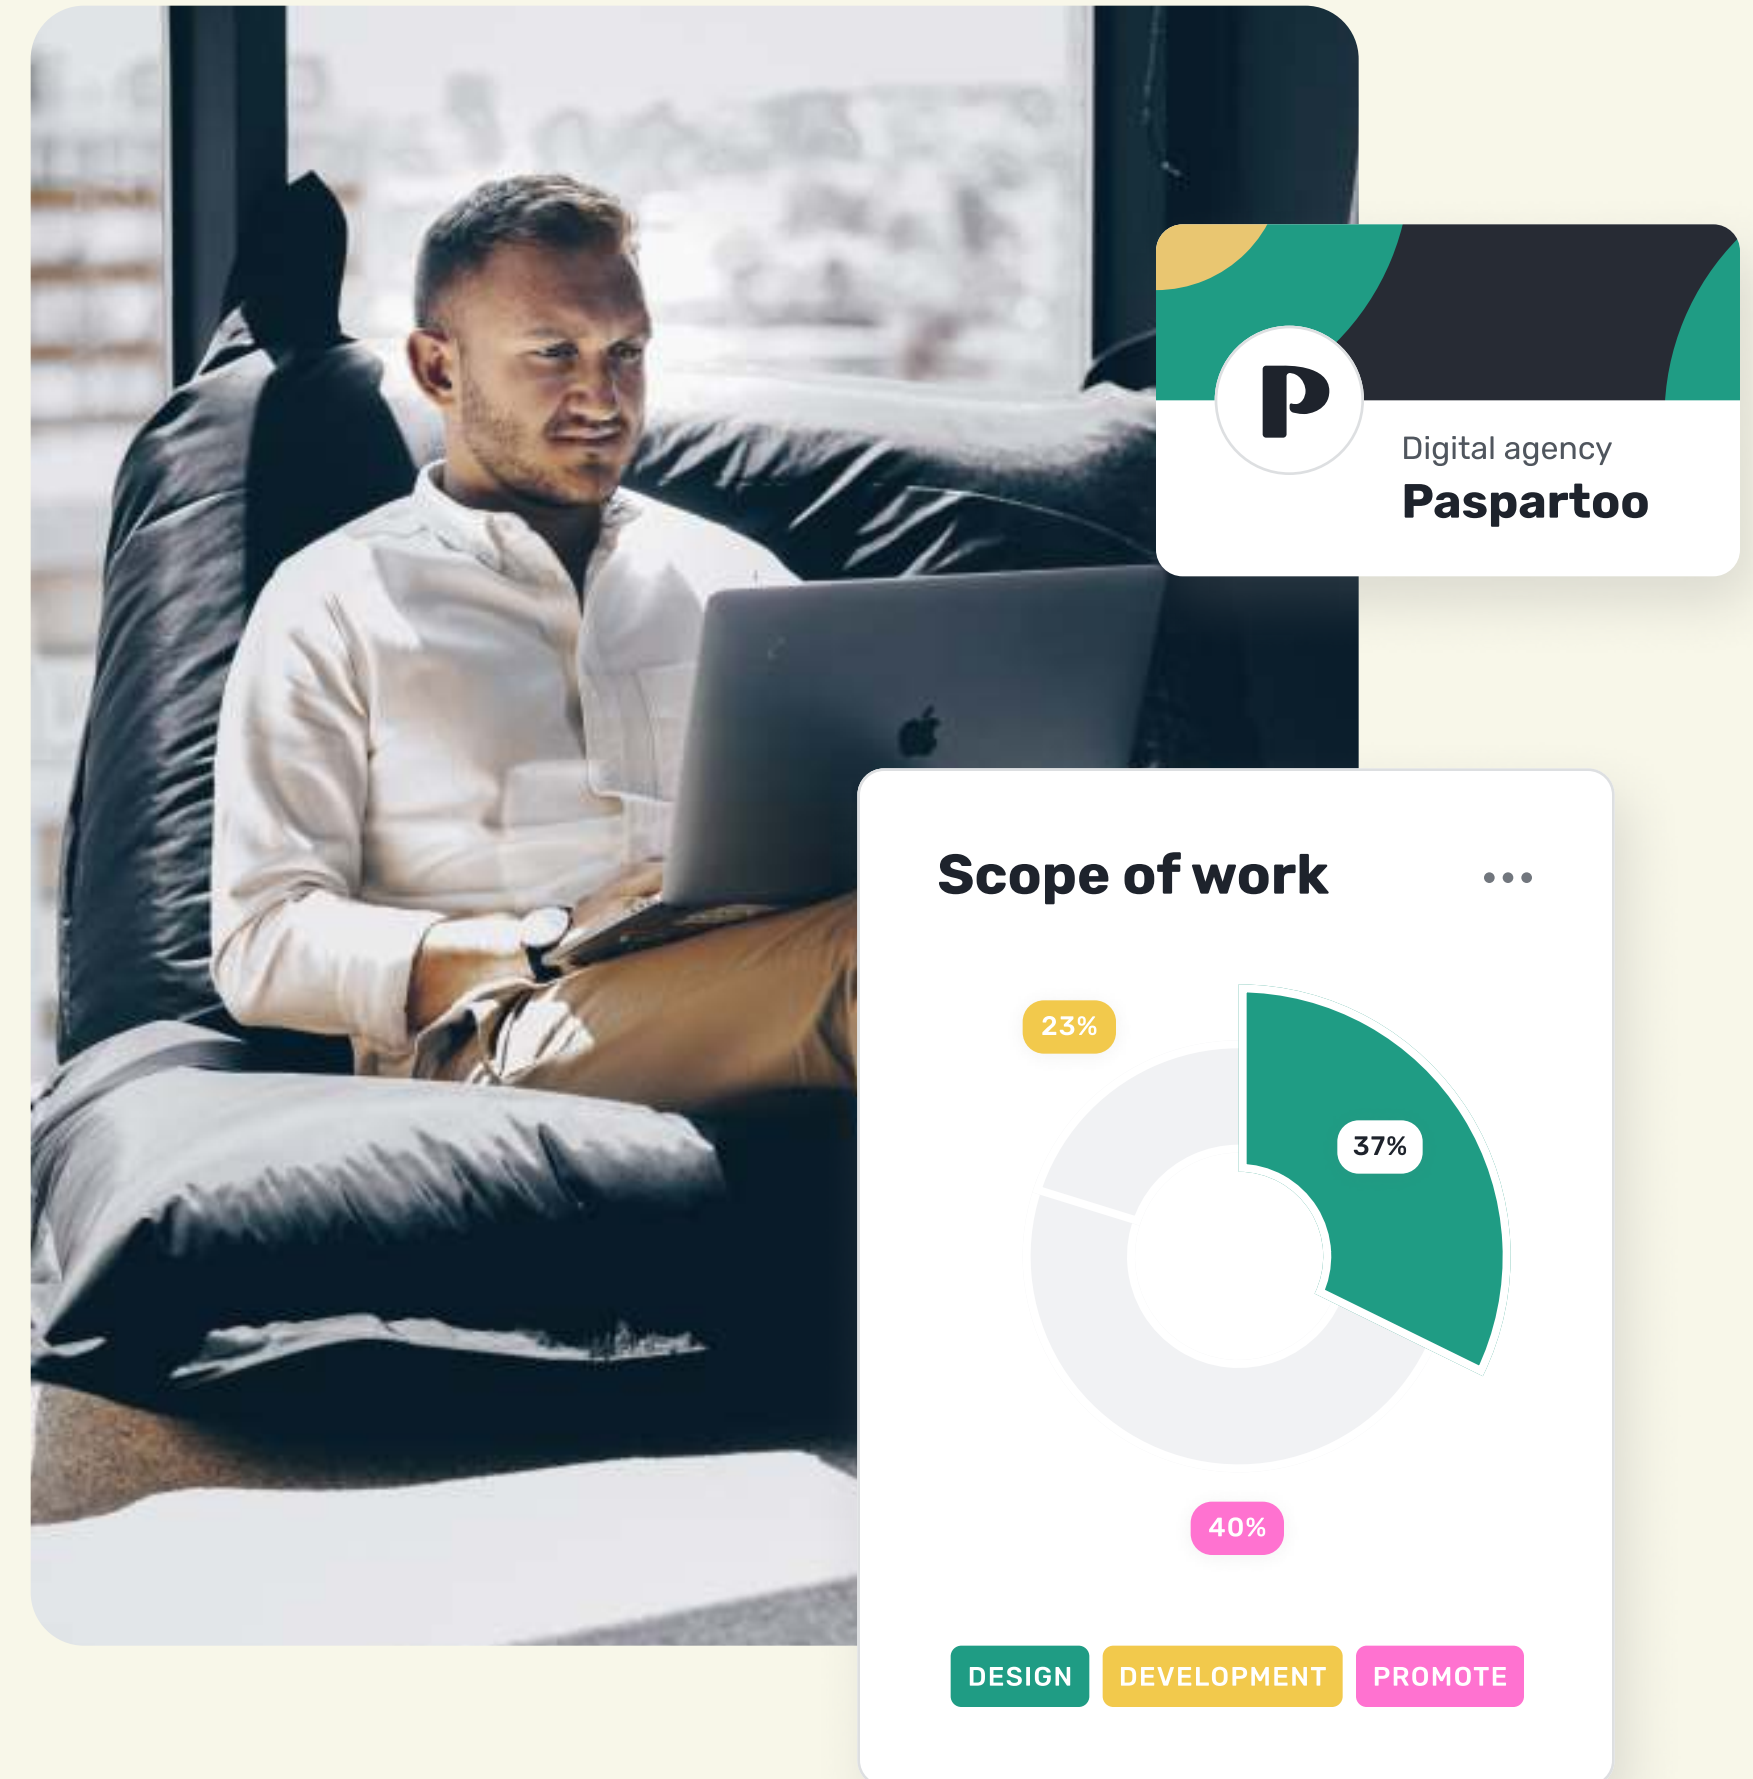 P
Digital agency
Paspartoo
Scope of work
23%
37%
40%
DESIGN
DEVELOPMENT
PROMOTE